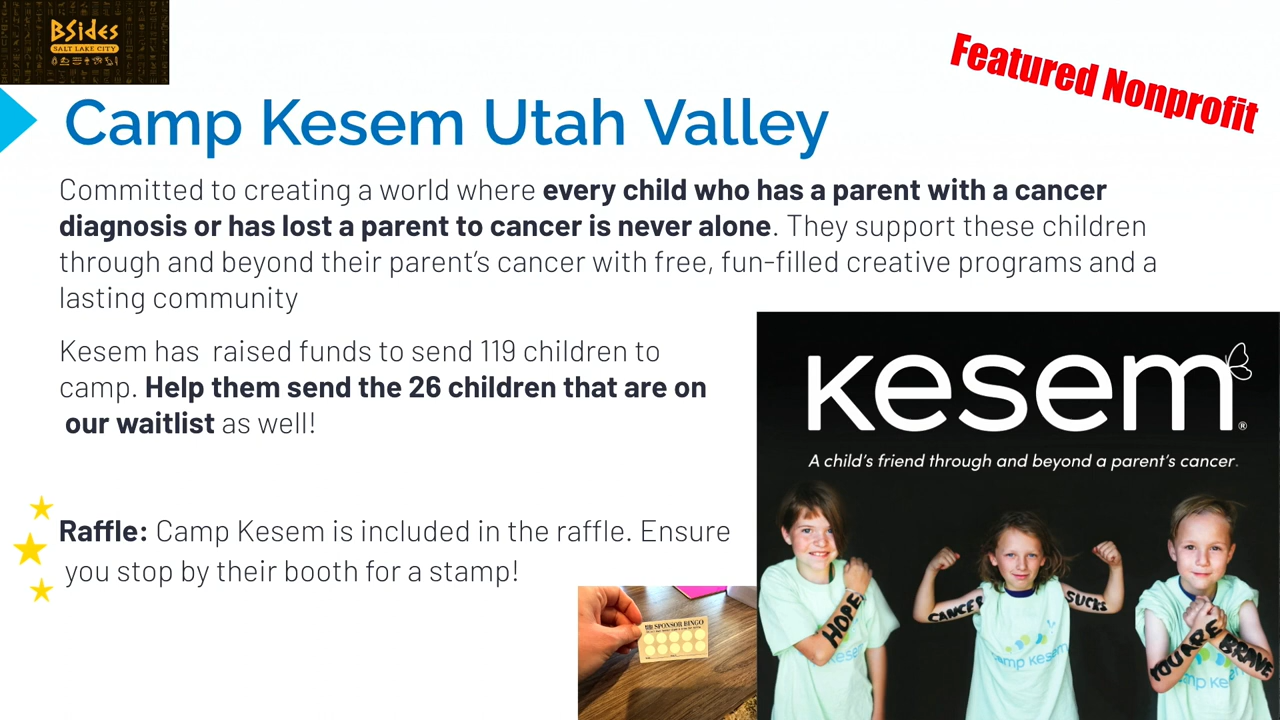 BSides
SALT LAKE CITY
Featured Nonprofit
Camp Kesem Utah Valley
Committed to creating a world where every child who has a parent with a cancer
diagnosis or has lost a parent to cancer is never alone. They support these children
through and beyond their parent's cancer with free, fun-filled creative programs and a
lasting community
Kesem has raised funds to send 119 children to
camp. Help them send the 26 children that are on
our waitlist as well!
Raffle: Camp Kesem is included in the raffle. Ensure
you stop by their booth for a stamp!
SPONSOR BINGO
kesem®
A child's friend through and beyond a parent's cancer.
HOPE
CANCER
SUCKS
YOU ARE
BRAVE
camp kesem